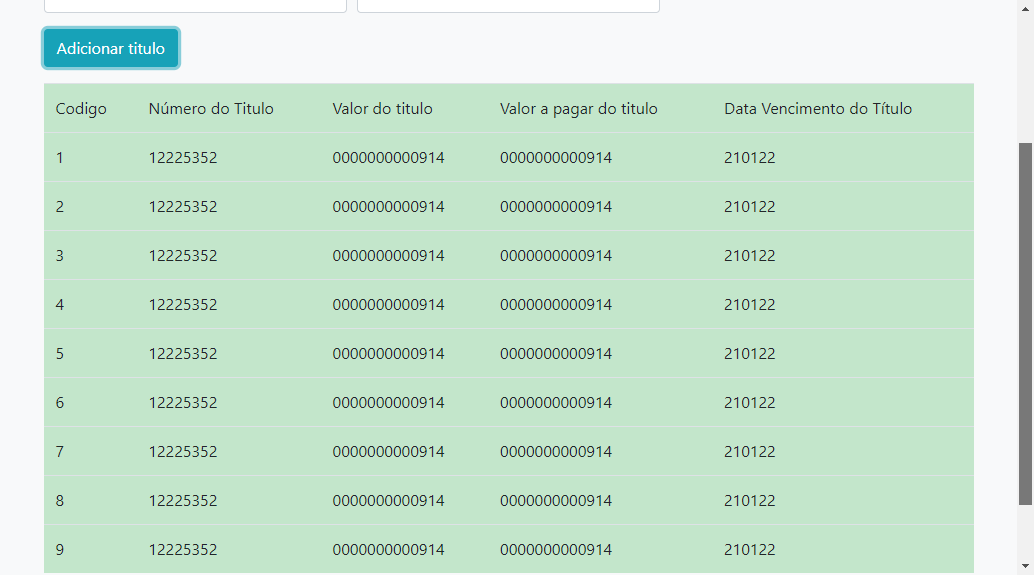 Adicionar titulo
Codigo Número do Titulo Valor do titulo Valor a pagar do titulo Data Vencimento do Título
1 12225352 0000000000914 0000000000914 210122
2 12225352 0000000000914 0000000000914 210122
3 12225352 0000000000914 0000000000914 210122
4 12225352 0000000000914 0000000000914 210122
5 12225352 0000000000914 0000000000914 210122
6 12225352 0000000000914 0000000000914 210122
7 12225352 0000000000914 0000000000914 210122
8 12225352 0000000000914 0000000000914 210122
9 12225352 0000000000914 0000000000914 210122